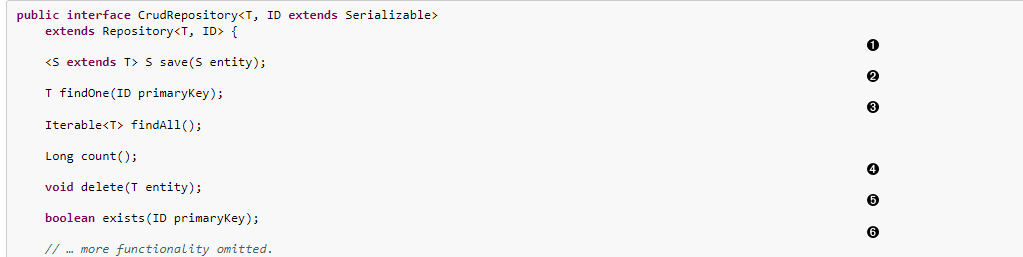 public interface CrudRepository<T, ID extends Serializable>
    extends Repository<T, ID> {
❶
    <S extends T> S save(S entity);
❷
    T findOne(ID primaryKey);
❸
    Iterable<T> findAll();
    Long count();
❹
    void delete(T entity);
❺
    boolean exists(ID primaryKey);
❻
    // … more functionality omitted.